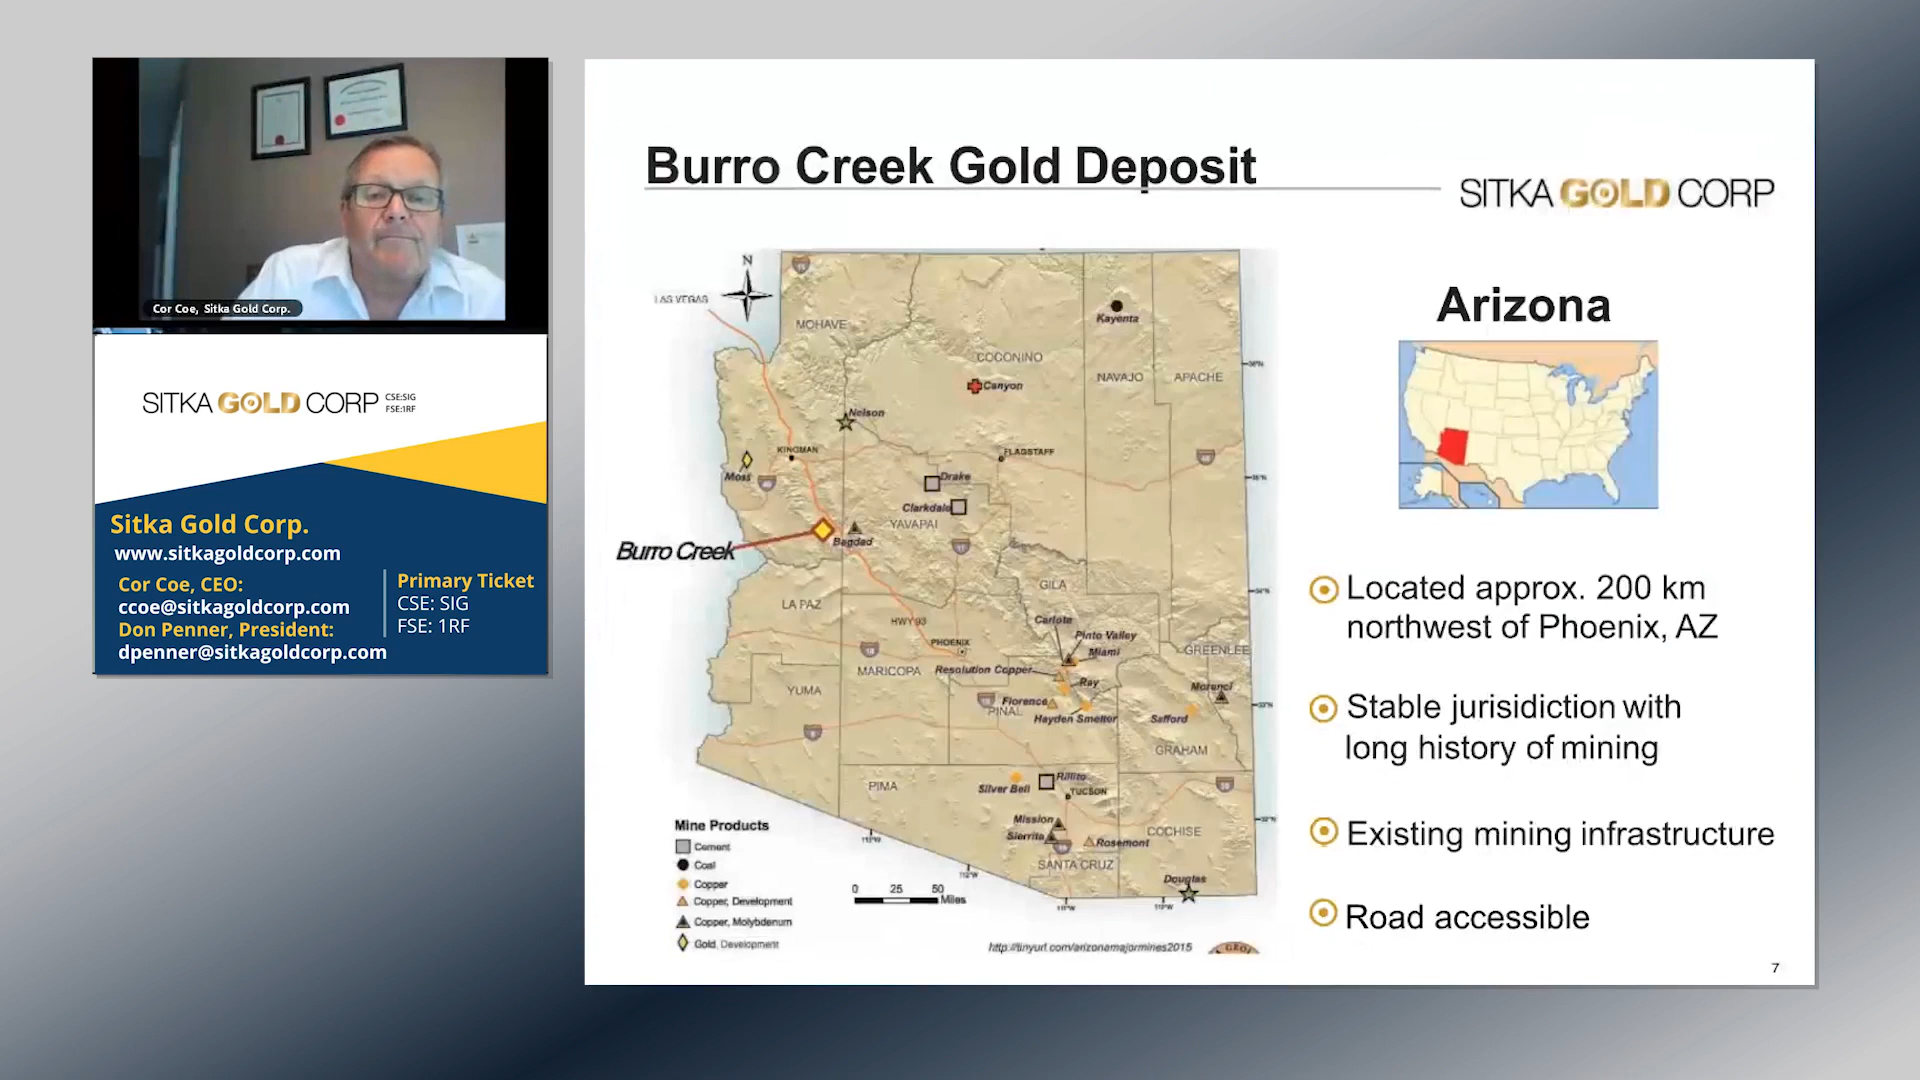 Cor Coe, Sitka Gold Corp.
SITKA GOLD CORP
CSE:SIG
FSE:1RF
Sitka Gold Corp.
www.sitkagoldcorp.com
Cor Coe, CEO:
ccoe@sitkagoldcorp.com
Don Penner, President:
dpenner@sitkagoldcorp.com
Primary Ticket
CSE: SIG
FSE: 1RF
Burro Creek Gold Deposit
SITKA GOLD CORP
N
LAS VEGAS
MOHAVE
Kayenta
COCONINO
NAVAJO
APACHE
Canyon
Nelson
KINGMAN
FLAGSTAFF
Moss
Drake
Clarkdale
YAVAPAI
Bagdad
Burro Creek
GILA
LA PAZ
HWY 93
Carlota
Pinto Valley
Miami
PHOENIX
GREENLEE
MARICOPA
Resolution Copper
Ray
YUMA
Morenci
Florence
PINAL
Hayden Smelter
Safford
GRAHAM
PIMA
Silver Bell
Rillito
TUCSON
Mission
Sierrita
COCHISE
Rosemont
SANTA CRUZ
Douglas
Mine Products
Cement
Coal
Copper
Copper, Development
Copper, Molybdenum
Gold, Development
0 25 50
Miles
http://tinyurl.com/arizonamajormines2015
Arizona
Located approx. 200 km
northwest of Phoenix, AZ
Stable jurisidiction with
long history of mining
Existing mining infrastructure
Road accessible
7